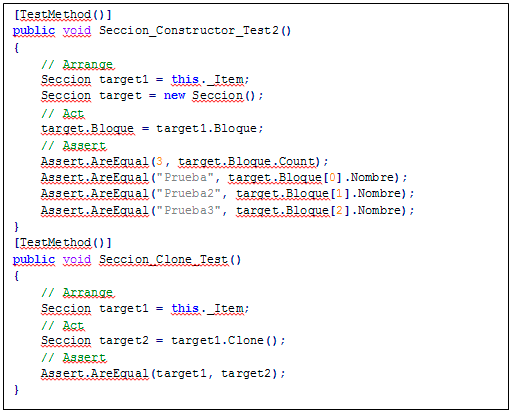 [TestMethod()]
public void Seccion_Constructor_Test2()
{
    // Arrange
    Seccion target1 = this._Item;
    Seccion target = new Seccion();
    // Act
    target.Bloque = target1.Bloque;
    // Assert
    Assert.AreEqual(3, target.Bloque.Count);
    Assert.AreEqual("Prueba", target.Bloque[0].Nombre);
    Assert.AreEqual("Prueba2", target.Bloque[1].Nombre);
    Assert.AreEqual("Prueba3", target.Bloque[2].Nombre);
}
[TestMethod()]
public void Seccion_Clone_Test()
{
    // Arrange
    Seccion target1 = this._Item;
    // Act
    Seccion target2 = target1.Clone();
    // Assert
    Assert.AreEqual(target1, target2);
}